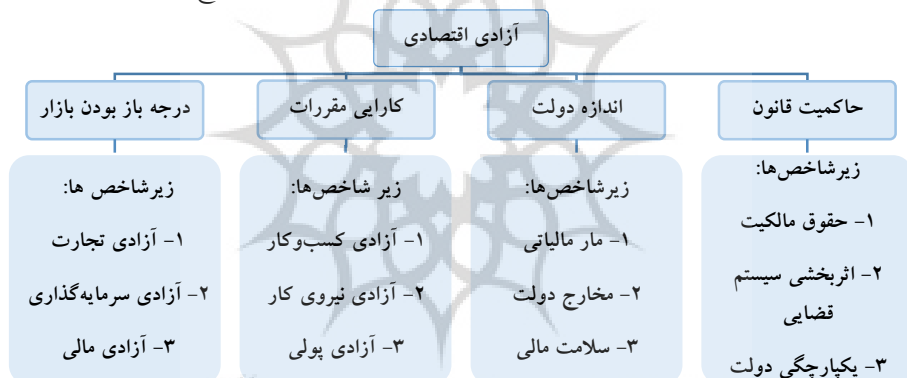 آزادی اقتصادی
حاکمیت قانون
اندازه دولت
کارایی مقررات
درجه باز بودن بازار
زیرشاخص‌ها:
۱- حقوق مالکیت
۲- اثربخشی سیستم
قضایی
۳- یکپارچگی دولت
زیرشاخص‌ها:
۱- مار مالیاتی
۲- مخارج دولت
۳- سلامت مالی
زیر شاخص‌ها:
۱- آزادی کسب‌وکار
۲- آزادی نیروی کار
۳- آزادی پولی
زیرشاخص ها:
۱- آزادی تجارت
۲- آزادی سرمایه‌گذاری
۳- آزادی مالی